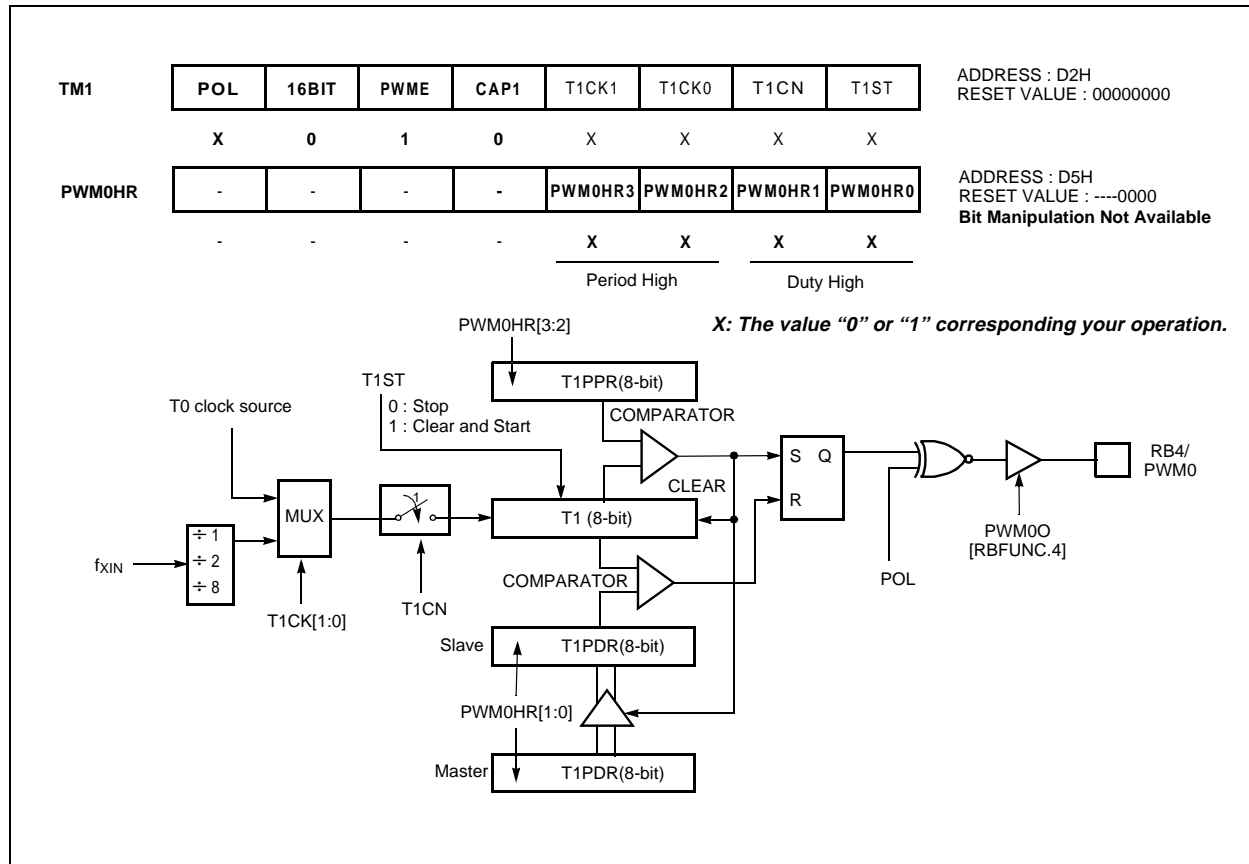 TM1 POL 16BIT PWME CAP1 T1CK1 T1CK0 T1CN T1ST
ADDRESS : D2H
RESET VALUE : 00000000
X 0 1 0 X X X X
PWM0HR - - - - PWM0HR3 PWM0HR2 PWM0HR1 PWM0HR0
ADDRESS : D5H
RESET VALUE : ----0000
Bit Manipulation Not Available
- - - - X X X X
Period High Duty High
X: The value “0” or “1” corresponding your operation.
PWM0HR[3:2]
T1PPR(8-bit)
T1ST
0 : Stop
1 : Clear and Start
T0 clock source
COMPARATOR
S Q
R
RB4/
PWM0
CLEAR
MUX
1
T1 (8-bit)
÷ 1
÷ 2
÷ 8
fXIN
PWM0O
[RBFUNC.4]
POL
COMPARATOR
T1CK[1:0]
T1CN
Slave
T1PDR(8-bit)
PWM0HR[1:0]
Master
T1PDR(8-bit)